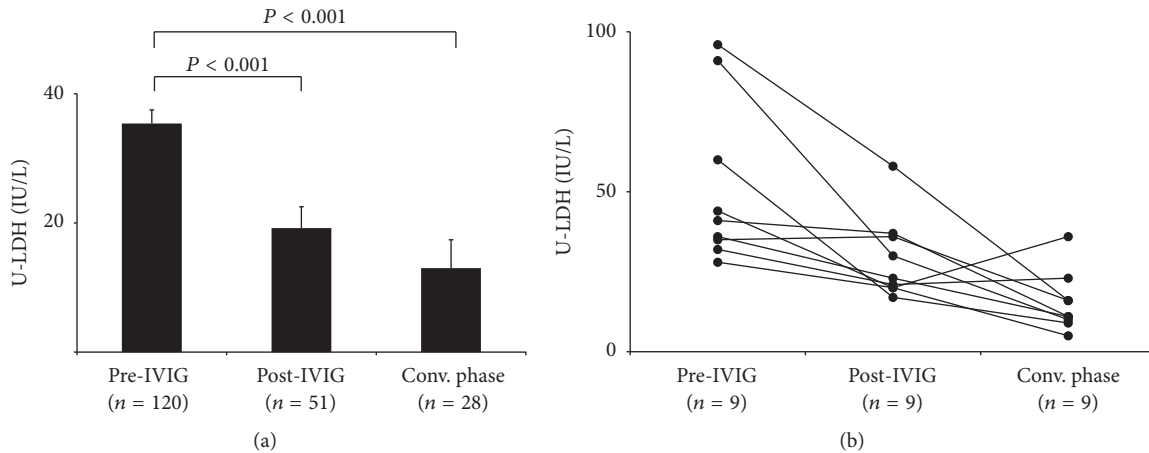 P < 0.001
P < 0.001
40
20
U-LDH (IU/L)
Pre-IVIG
(n = 120)
Post-IVIG
(n = 51)
Conv. phase
(n = 28)
(a)
100
50
0
U-LDH (IU/L)
Pre-IVIG
(n = 9)
Post-IVIG
(n = 9)
Conv. phase
(n = 9)
(b)